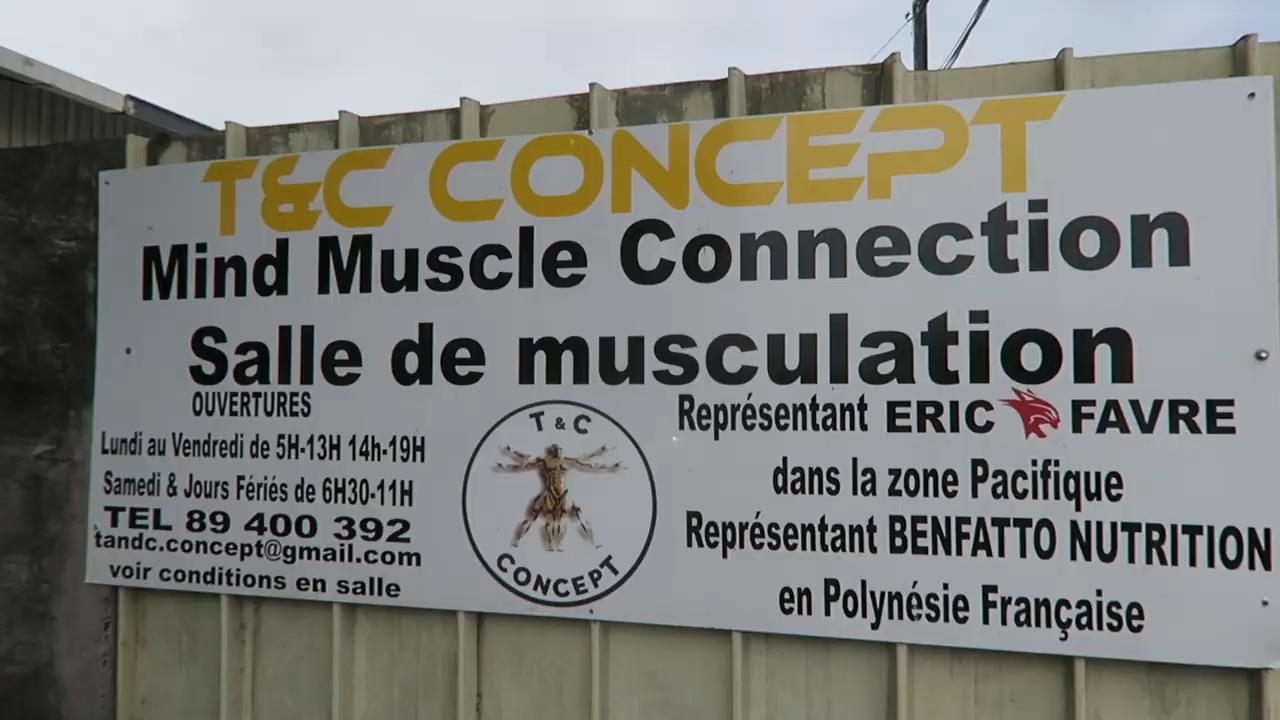 T&C CONCEPT
Mind Muscle Connection
Salle de musculation
OUVERTURES
Lundi au Vendredi de 5H-13H 14h-19H
Samedi & Jours Fériés de 6H30-11H
TEL 89 400 392
tandc.concept@gmail.com
voir conditions en salle
T & C
CONCEPT
Représentant ERIC FAVRE
dans la zone Pacifique
Représentant BENFATTO NUTRITION
en Polynésie Française